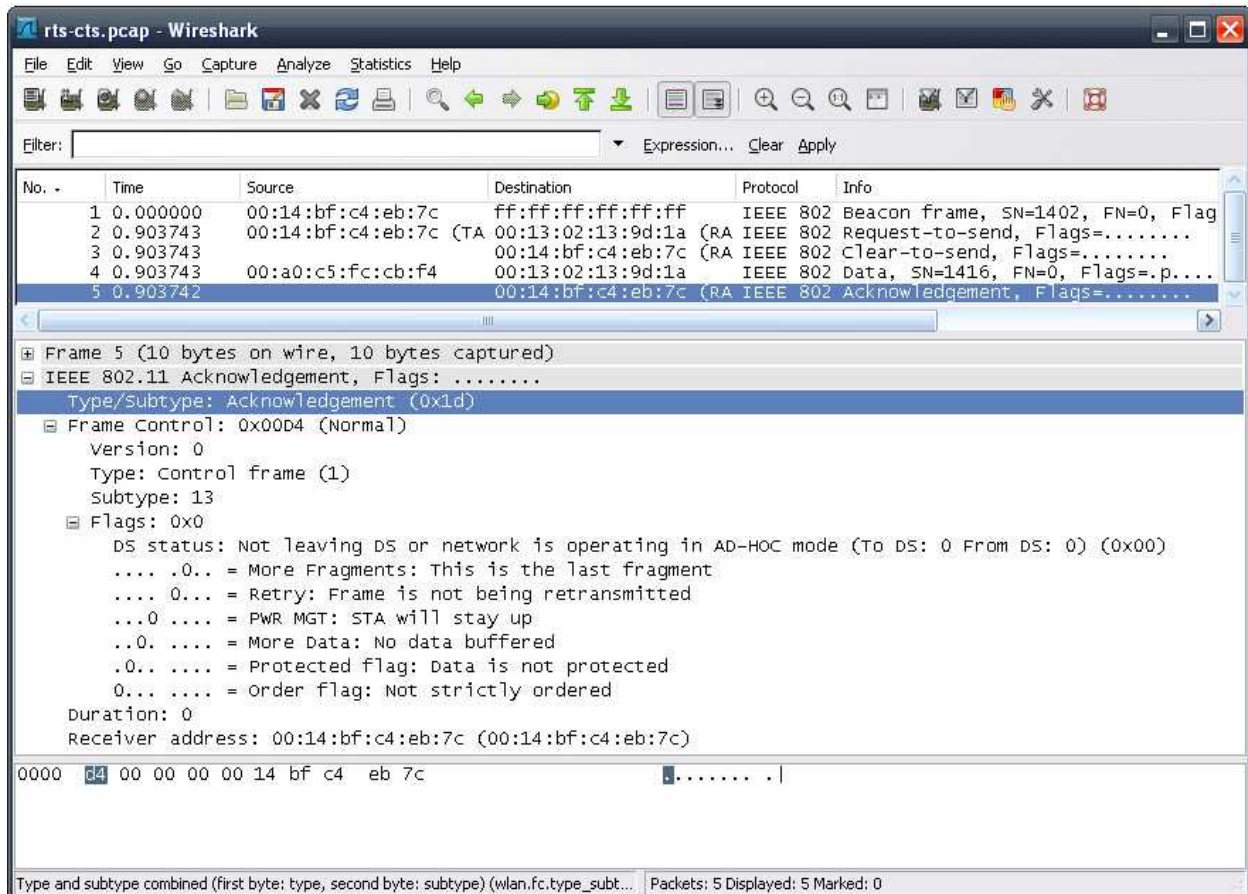 rts-cts.pcap - Wireshark
File Edit View Go Capture Analyze Statistics Help
Filter: Expression... Clear Apply
No. . Time Source Destination Protocol Info
1 0.000000 00:14:bf:c4:eb:7c ff:ff:ff:ff:ff:ff IEEE 802 Beacon frame, SN=1402, FN=0, Flag
2 0.903743 00:14:bf:c4:eb:7c (TA 00:13:02:13:9d:1a (RA IEEE 802 Request-to-send, Flags=........
3 0.903743 00:14:bf:c4:eb:7c (RA IEEE 802 Clear-to-send, Flags=........
4 0.903743 00:a0:c5:fc:cb:f4 00:13:02:13:9d:1a IEEE 802 Data, SN=1416, FN=0, Flags=.p....
5 0.903742 00:14:bf:c4:eb:7c (RA IEEE 802 Acknowledgement, Flags=........
Frame 5 (10 bytes on wire, 10 bytes captured)
IEEE 802.11 Acknowledgement, Flags: ........
Type/Subtype: Acknowledgement (0x1d)
Frame Control: 0x00D4 (Normal)
Version: 0
Type: Control frame (1)
Subtype: 13
Flags: 0x0
DS status: Not leaving DS or network is operating in AD-HOC mode (To DS: 0 From DS: 0) (0x00)
.... .0.. = More Fragments: This is the last fragment
.... 0... = Retry: Frame is not being retransmitted
...0 .... = PWR MGT: STA will stay up
..0. .... = More Data: No data buffered
.0.. .... = Protected flag: Data is not protected
0... .... = Order flag: Not strictly ordered
Duration: 0
Receiver address: 00:14:bf:c4:eb:7c (00:14:bf:c4:eb:7c)
0000 d4 00 00 00 00 14 bf c4 eb 7c ........ .|
Type and subtype combined (first byte: type, second byte: subtype) (wlan.fc.type_subt... Packets: 5 Displayed: 5 Marked: 0